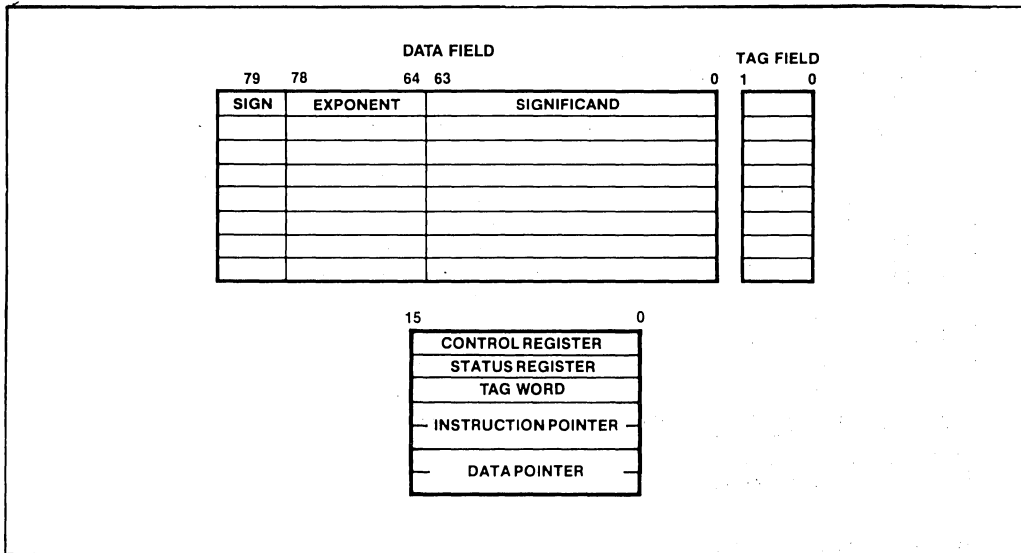 DATA FIELD
TAG FIELD
79 78 64 63 0 1 0
SIGN EXPONENT SIGNIFICAND
15 0
CONTROL REGISTER
STATUS REGISTER
TAG WORD
INSTRUCTION POINTER
DATA POINTER